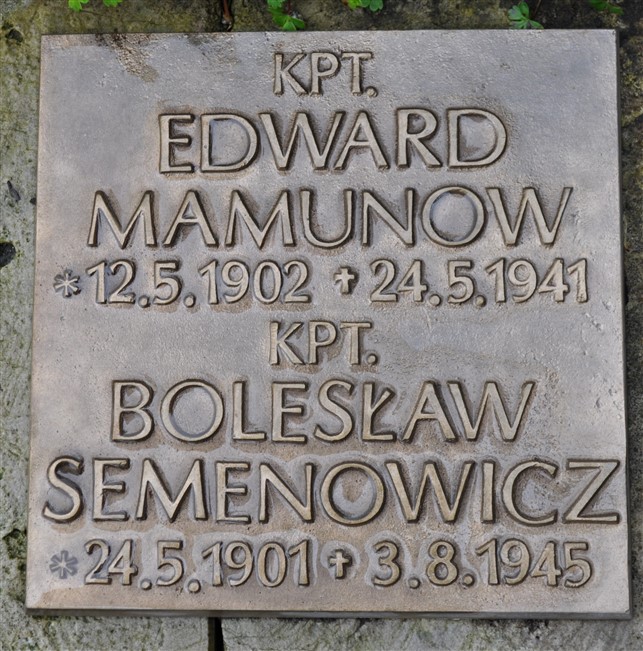 KPT.
EDWARD
MAMUNOW
* 12.5.1902 ✝ 24.5.1941
KPT.
BOLESŁAW
SEMENOWICZ
* 24.5.1901 ✝ 3.8.1945